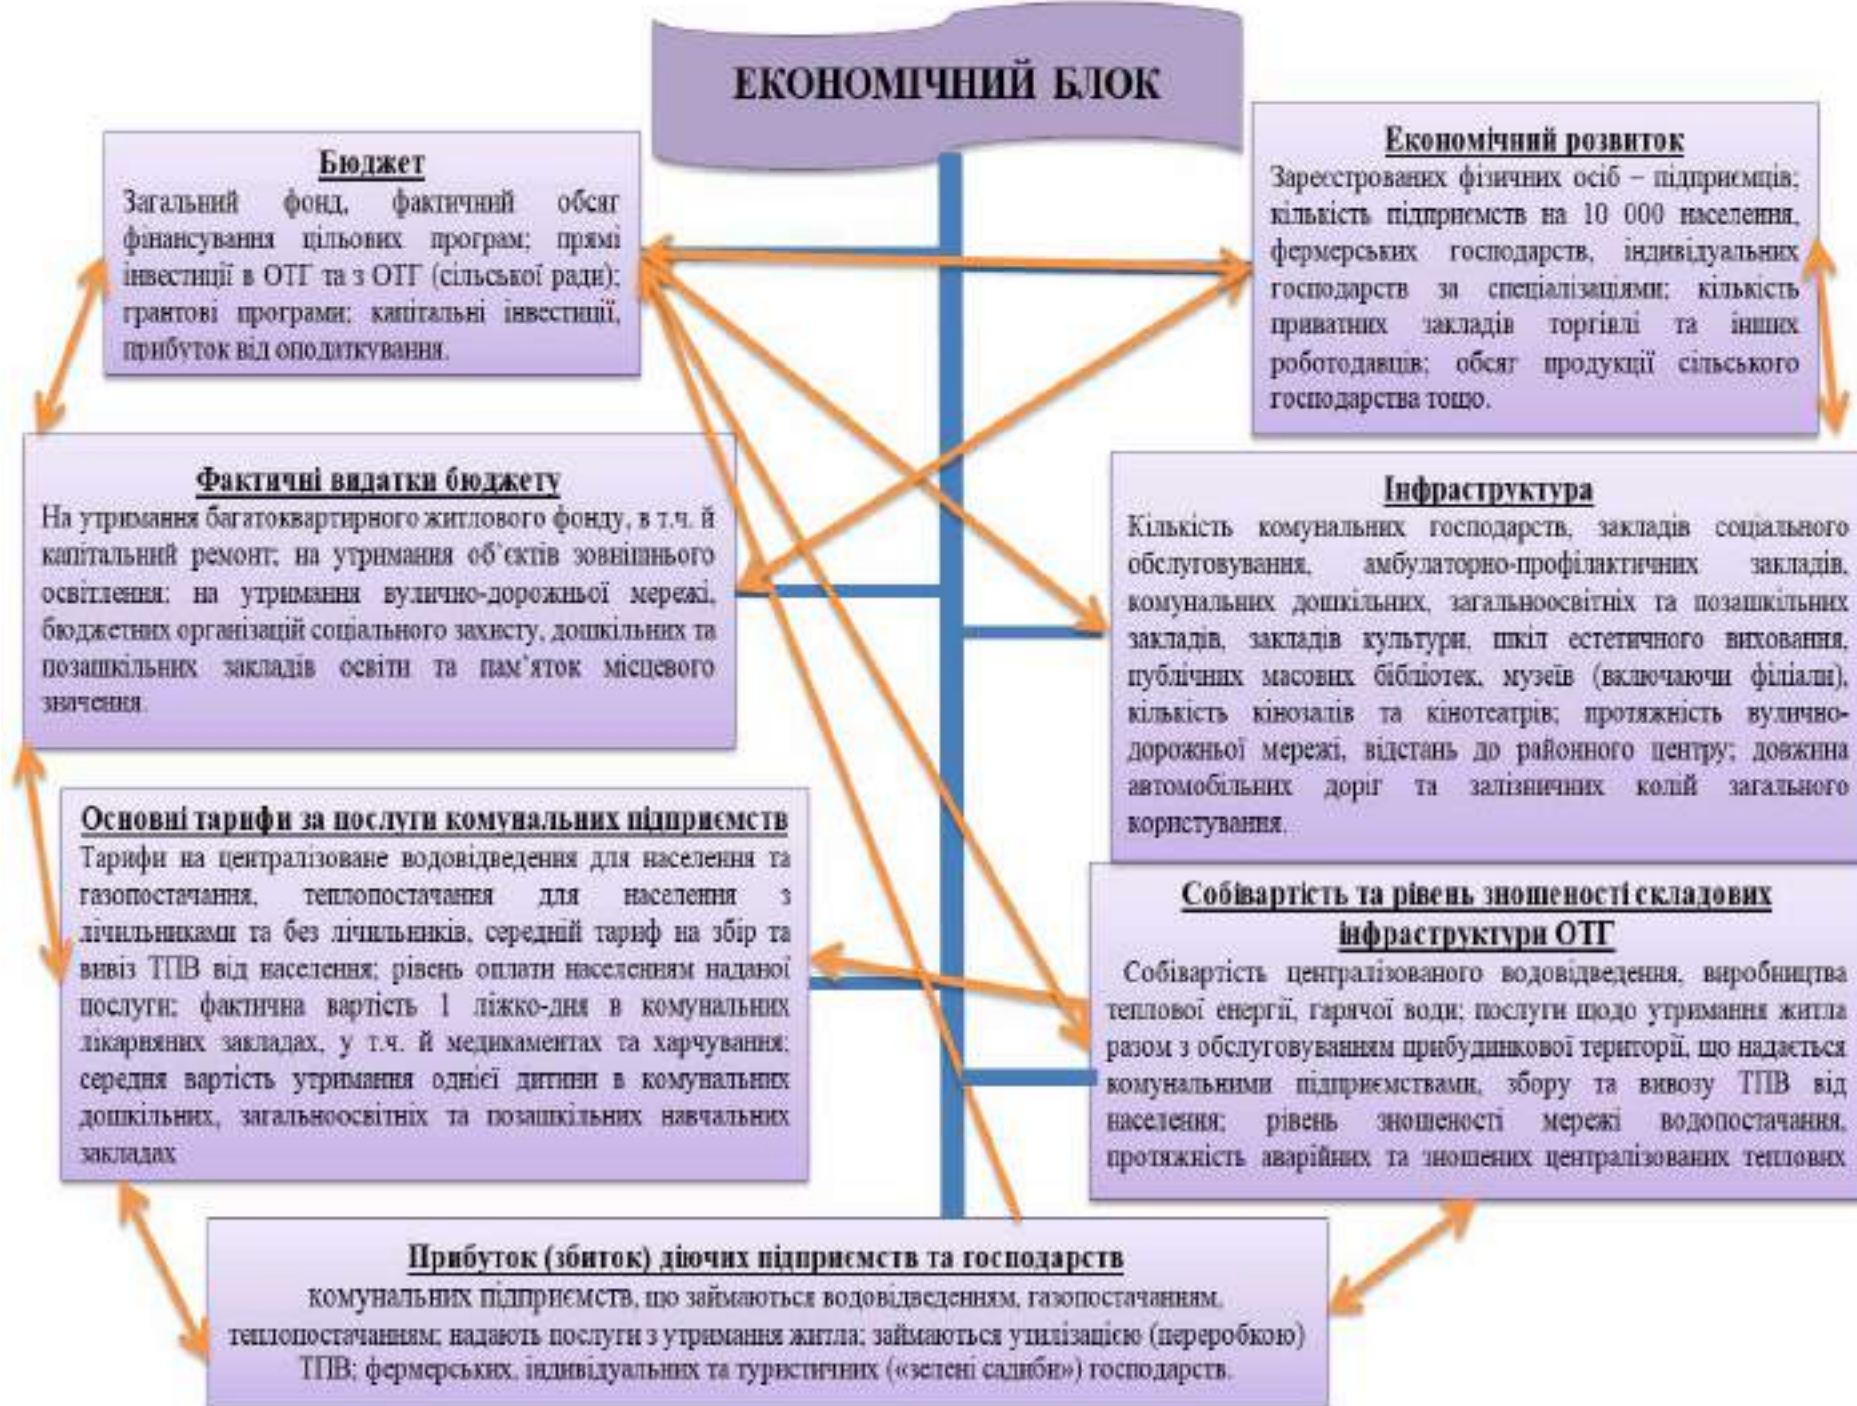 ЕКОНОМІЧНИЙ БЛОК
Бюджет
Загальний фонд, фактичний обсяг
фінансування цільових програм; прямі
інвестиції в ОТГ та з ОТГ (сільської ради);
грантові програми; капітальні інвестиції,
прибуток від оподаткування.
Економічний розвиток
Зареєстрованих фізичних осіб – підприємців;
кількість підприємств на 10 000 населення,
фермерських господарств, індивідуальних
господарств за спеціалізаціями; кількість
приватних закладів торгівлі та інших
роботодавців; обсяг продукції сільського
господарства тощо.
Фактичні видатки бюджету
На утримання багатоквартирного житлового фонду, в т.ч. й
капітальний ремонт; на утримання об`єктів зовнішнього
освітлення; на утримання вулично-дорожньої мережі,
бюджетних організацій соціального захисту, дошкільних та
позашкільних закладів освіти та пам`яток місцевого
значення.
Інфраструктура
Кількість комунальних господарств, закладів соціального
обслуговування, амбулаторно-профілактичних закладів,
комунальних дошкільних, загальноосвітніх та позашкільних
закладів, закладів культури, шкіл естетичного виховання,
публічних масових бібліотек, музеїв (включаючи філіали),
кількість кінозалів та кінотеатрів; протяжність вулично-
дорожньої мережі, відстань до районного центру; довжина
автомобільних доріг та залізничних колій загального
користування.
Основні тарифи за послуги комунальних підприємств
Тарифи на централізоване водовідведення для населення та
газопостачання, теплопостачання для населення з
лічильниками та без лічильників, середній тариф на збір та
вивіз ТПВ від населення; рівень оплати населенням наданої
послуги; фактична вартість 1 ліжко-дня в комунальних
лікарняних закладах, у т.ч. й медикаментах та харчування;
середня вартість утримання однієї дитини в комунальних
дошкільних, загальноосвітніх та позашкільних навчальних
закладах
Собівартість та рівень зношеності складових
інфраструктури ОТГ
Собівартість централізованого водовідведення, виробництва
теплової енергії, гарячої води; послуги щодо утримання житла
разом з обслуговуванням прибудинкової території, що надається
комунальними підприємствами, збору та вивозу ТПВ від
населення; рівень зношеності мережі водопостачання,
протяжність аварійних та зношених централізованих теплових
Прибуток (збиток) діючих підприємств та господарств
комунальних підприємств, що займаються водовідведенням, газопостачанням,
теплопостачанням; надають послуги з утримання житла; займаються утилізацією (переробкою)
ТПВ; фермерських, індивідуальних та туристичних («зелені садиби») господарств.